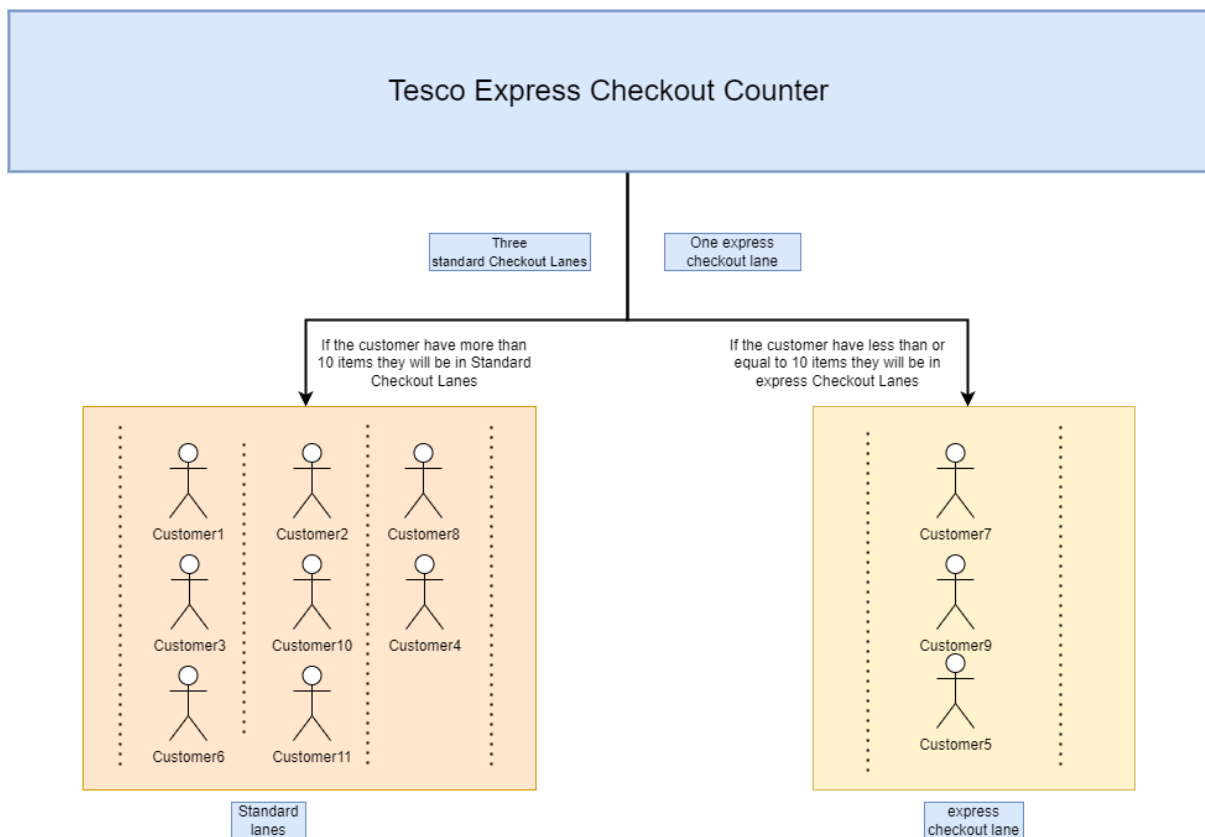 Tesco Express Checkout Counter
Three
standard Checkout Lanes
One express
checkout lane
If the customer have more than
10 items they will be in Standard
Checkout Lanes
If the customer have less than or
equal to 10 items they will be in
express Checkout Lanes
Customer1
Customer2
Customer8
Customer7
Customer3
Customer10
Customer4
Customer9
Customer6
Customer11
Customer5
Standard
lanes
express
checkout lane